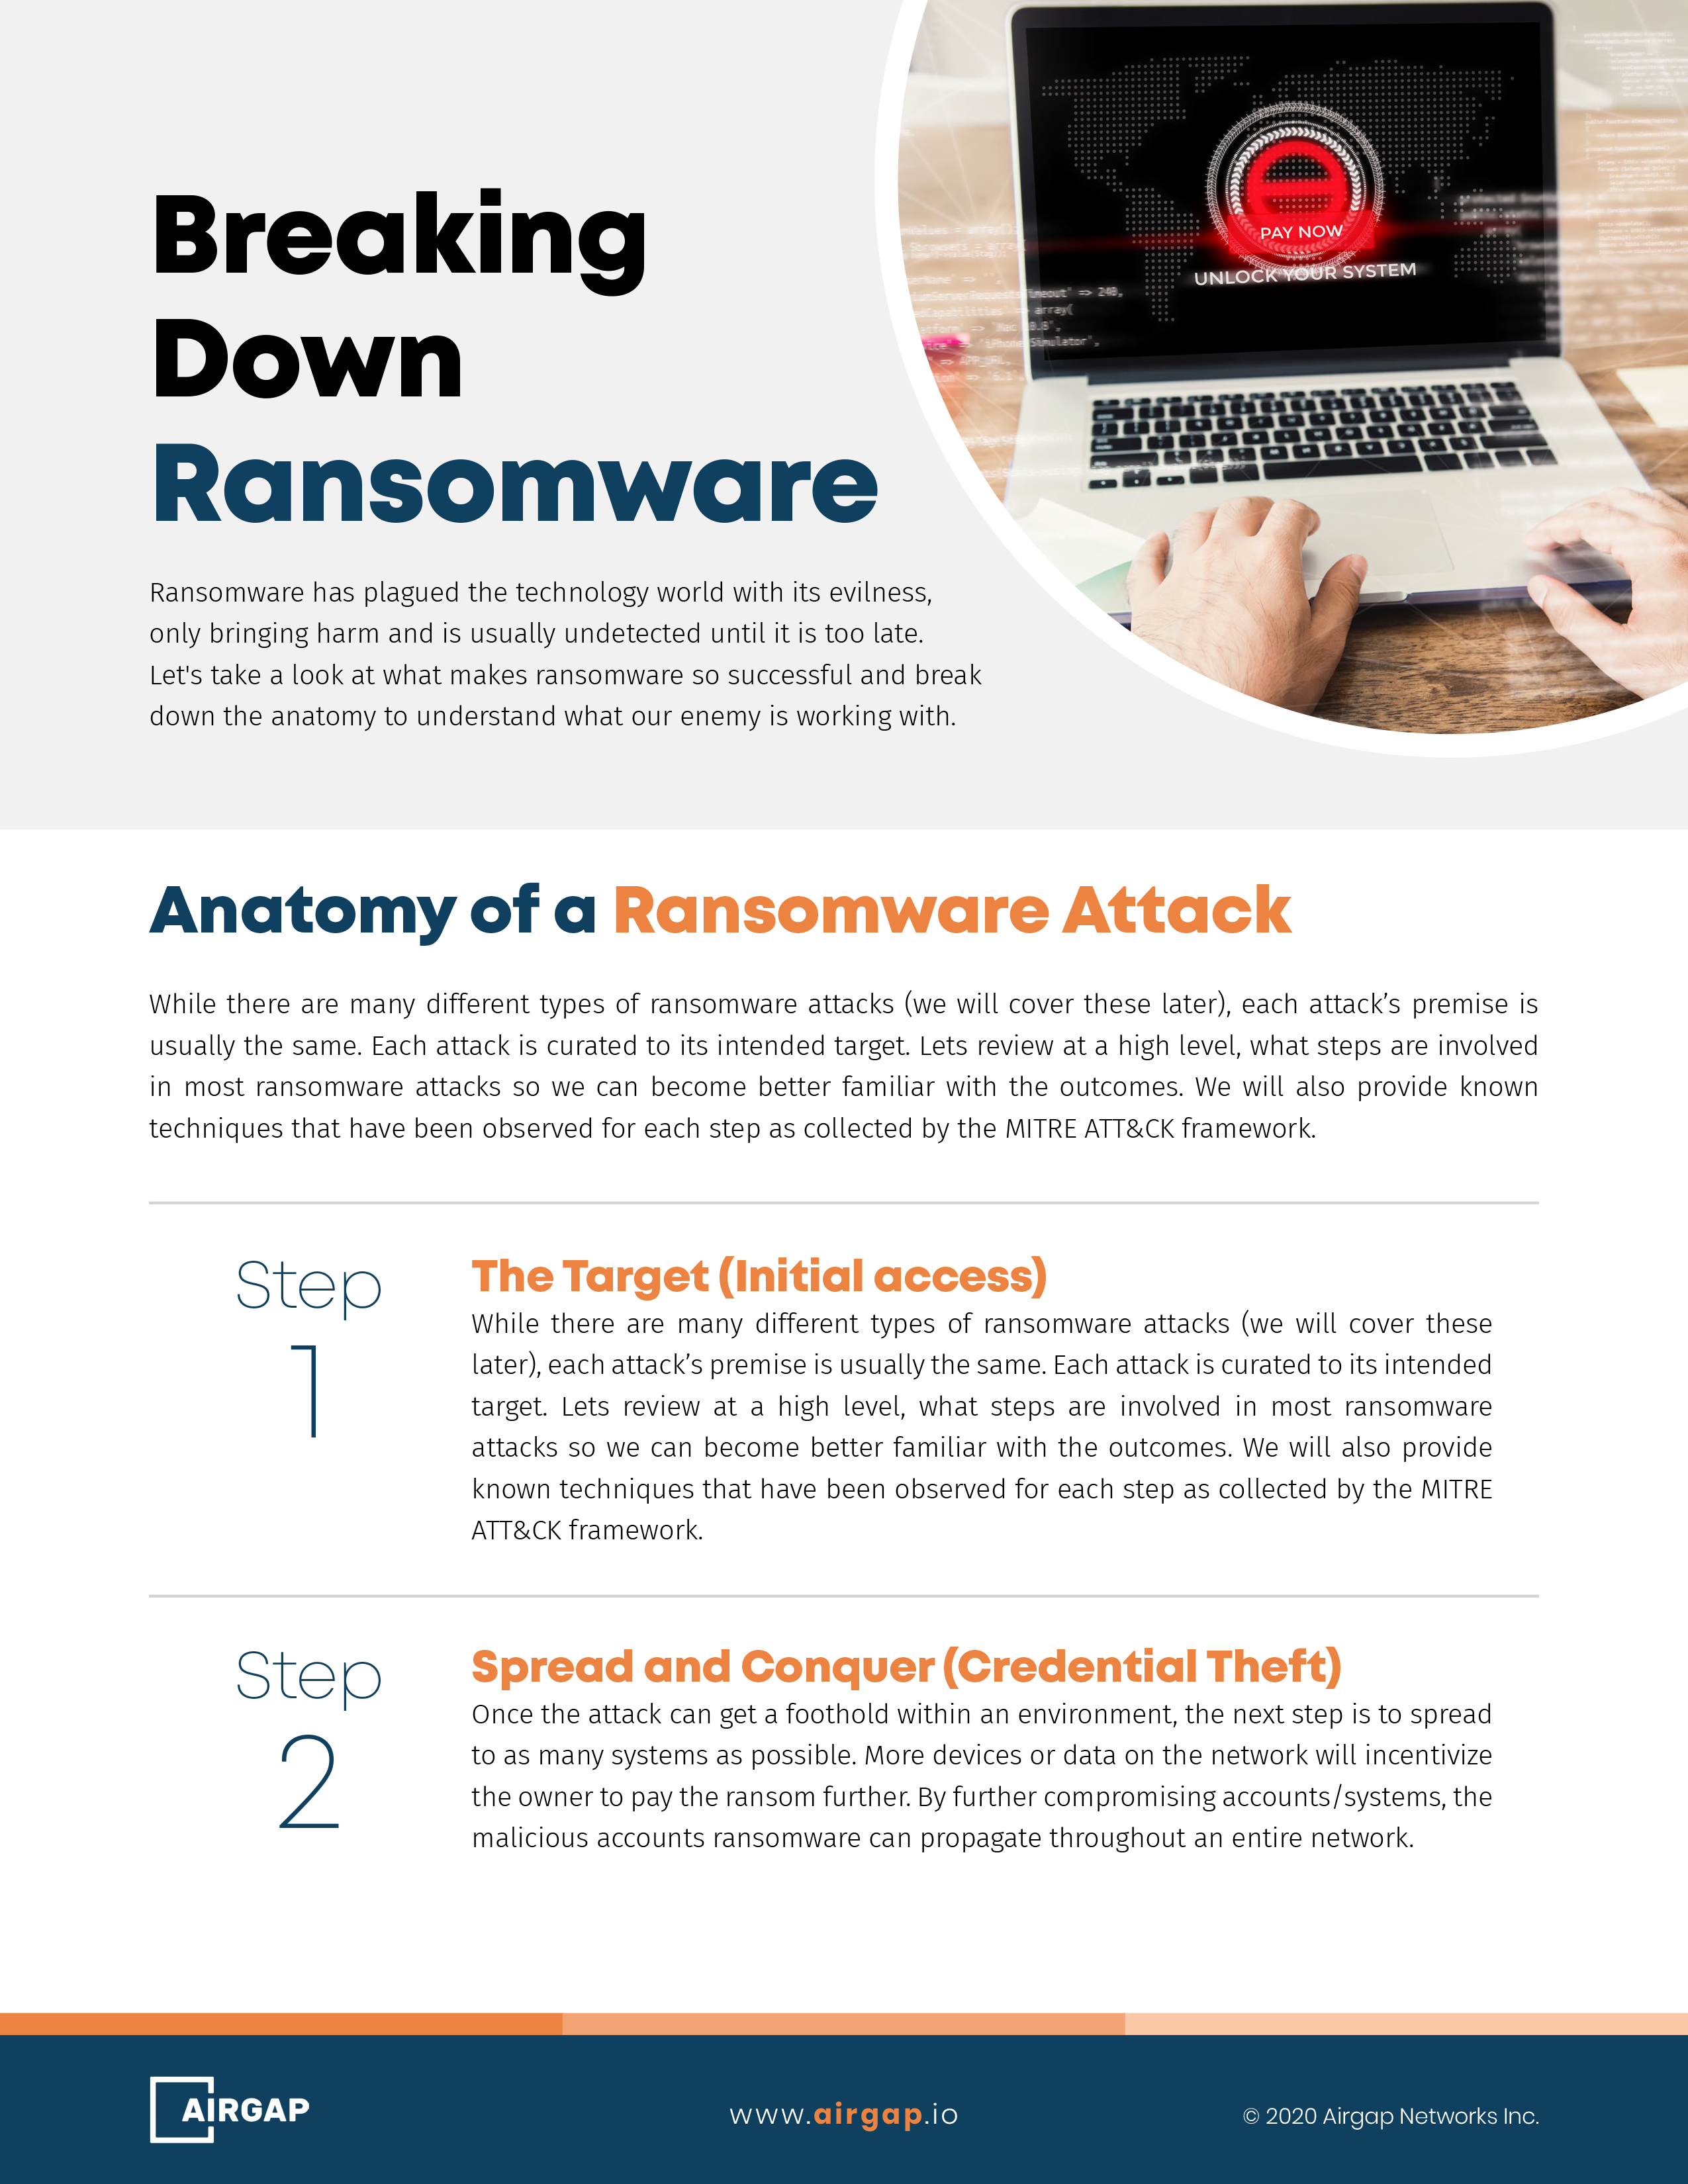 Breaking
Down
Ransomware
Ransomware has plagued the technology world with its evilness,
only bringing harm and is usually undetected until it is too late.
Let's take a look at what makes ransomware so successful and break
down the anatomy to understand what our enemy is working with.
PAY NOW
UNLOCK YOUR SYSTEM
Anatomy of a Ransomware Attack
While there are many different types of ransomware attacks (we will cover these later), each attack’s premise is
usually the same. Each attack is curated to its intended target. Lets review at a high level, what steps are involved
in most ransomware attacks so we can become better familiar with the outcomes. We will also provide known
techniques that have been observed for each step as collected by the MITRE ATT&CK framework.
Step
1
The Target (Initial access)
While there are many different types of ransomware attacks (we will cover these
later), each attack’s premise is usually the same. Each attack is curated to its intended
target. Lets review at a high level, what steps are involved in most ransomware
attacks so we can become better familiar with the outcomes. We will also provide
known techniques that have been observed for each step as collected by the MITRE
ATT&CK framework.
Step
2
Spread and Conquer (Credential Theft)
Once the attack can get a foothold within an environment, the next step is to spread
to as many systems as possible. More devices or data on the network will incentivize
the owner to pay the ransom further. By further compromising accounts/systems, the
malicious accounts ransomware can propagate throughout an entire network.
AIRGAP
www.airgap.io
© 2020 Airgap Networks Inc.